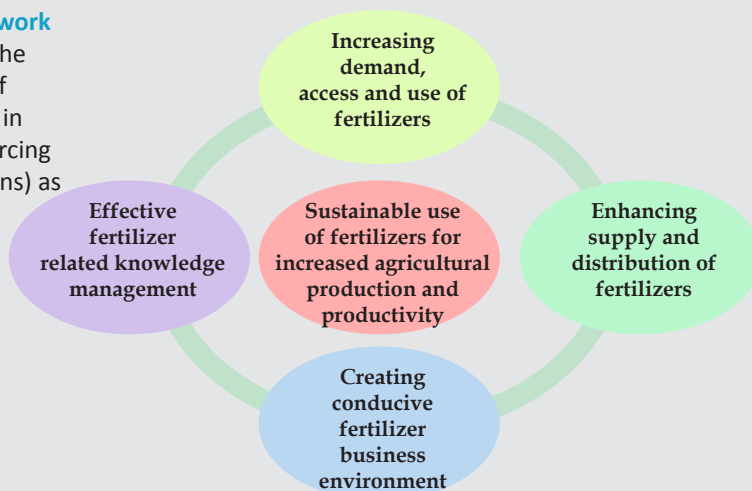 work
he
f
in
rcing
ns) as
Increasing
demand,
access and use of
fertilizers
Effective
fertilizer
related knowledge
management
Sustainable use
of fertilizers for
increased agricultural
production and
productivity
Enhancing
supply and
distribution of
fertilizers
Creating
conducive
fertilizer
business
environment